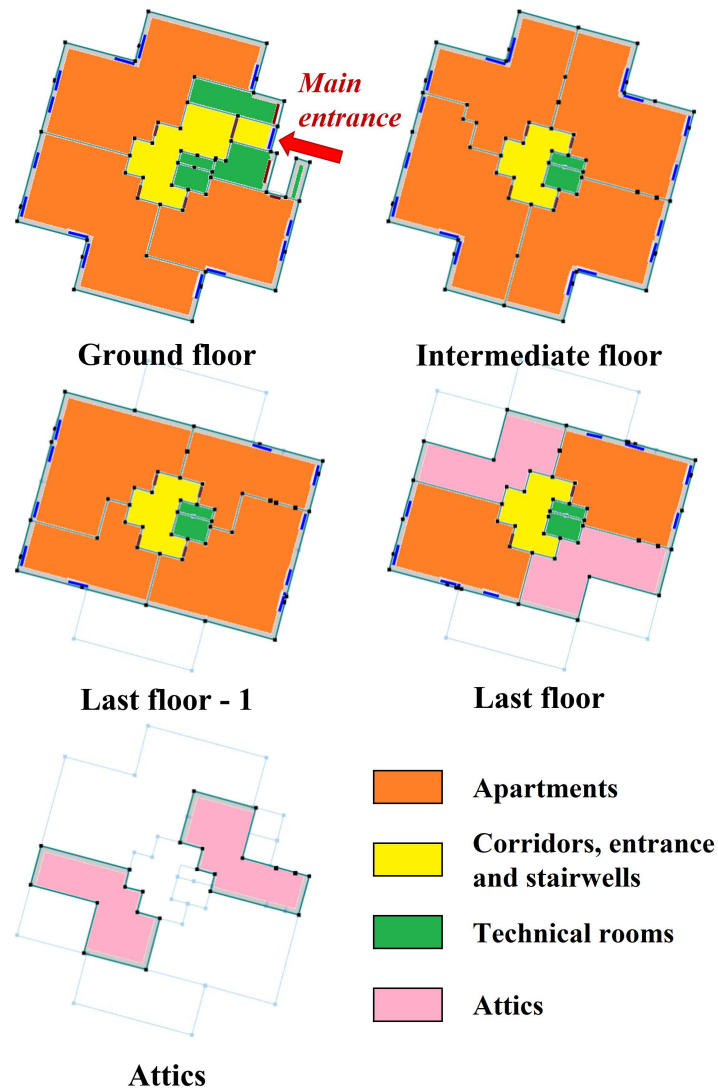 Main
entrance
Ground floor
Intermediate floor
Last floor - 1
Last floor
Apartments
Corridors, entrance
and stairwells
Technical rooms
Attics
Attics